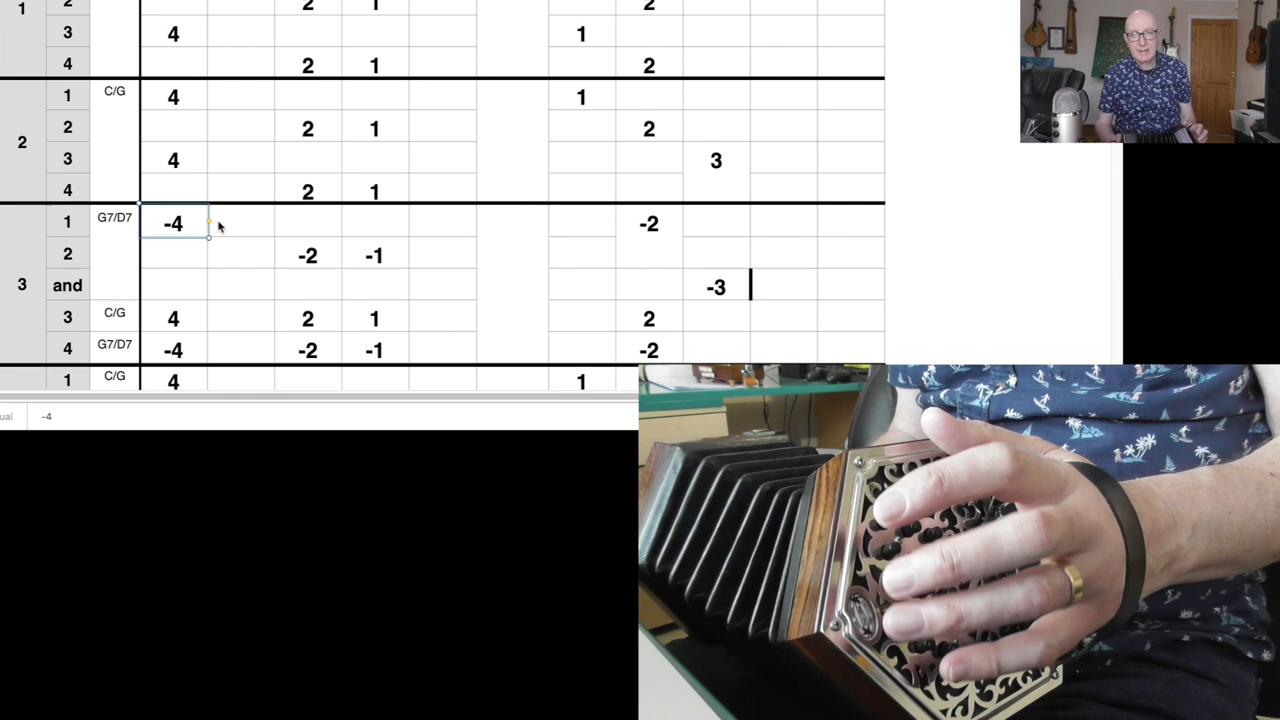 1 2 2 1 2
3 4 1
4 2 1 2
1 C/G 4 1
2 2 2 1 2
3 4 3
4 2 1
1 G7/D7 -4 -2
2 -2 -1
3 and -3
3 C/G 4 2 1 2
4 G7/D7 -4 -2 -1 -2
1 C/G 4 1
ual -4